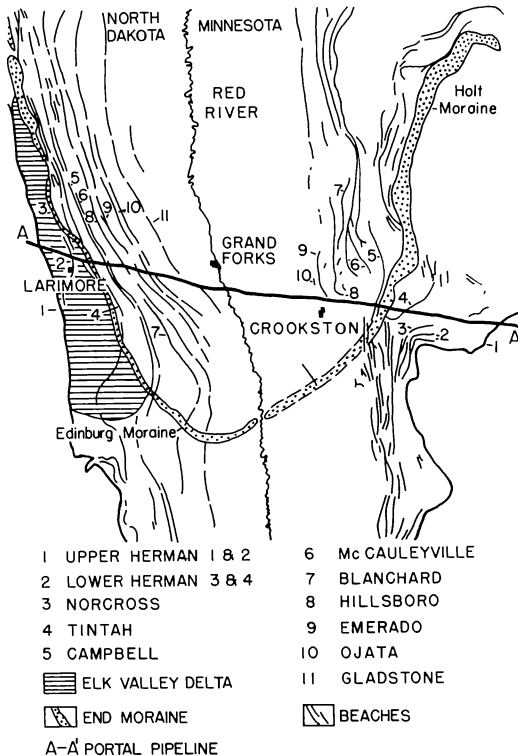 NORTH
DAKOTA
MINNESOTA
RED
RIVER
Holt
Moraine
5
6
8
9
10
11
3
A
2
LARIMORE
1
4
7
GRAND
FORKS
CROOKSTON
7
9
10
6
5
8
11
4
3
2
1
A'
Edinburg Moraine
1 UPPER HERMAN 1 & 2
2 LOWER HERMAN 3 & 4
3 NORCROSS
4 TINTAH
5 CAMPBELL
ELK VALLEY DELTA
END MORAINE
A-A' PORTAL PIPELINE
6 McCAULEYVILLE
7 BLANCHARD
8 HILLSBORO
9 EMERADO
10 OJATA
11 GLADSTONE
BEACHES